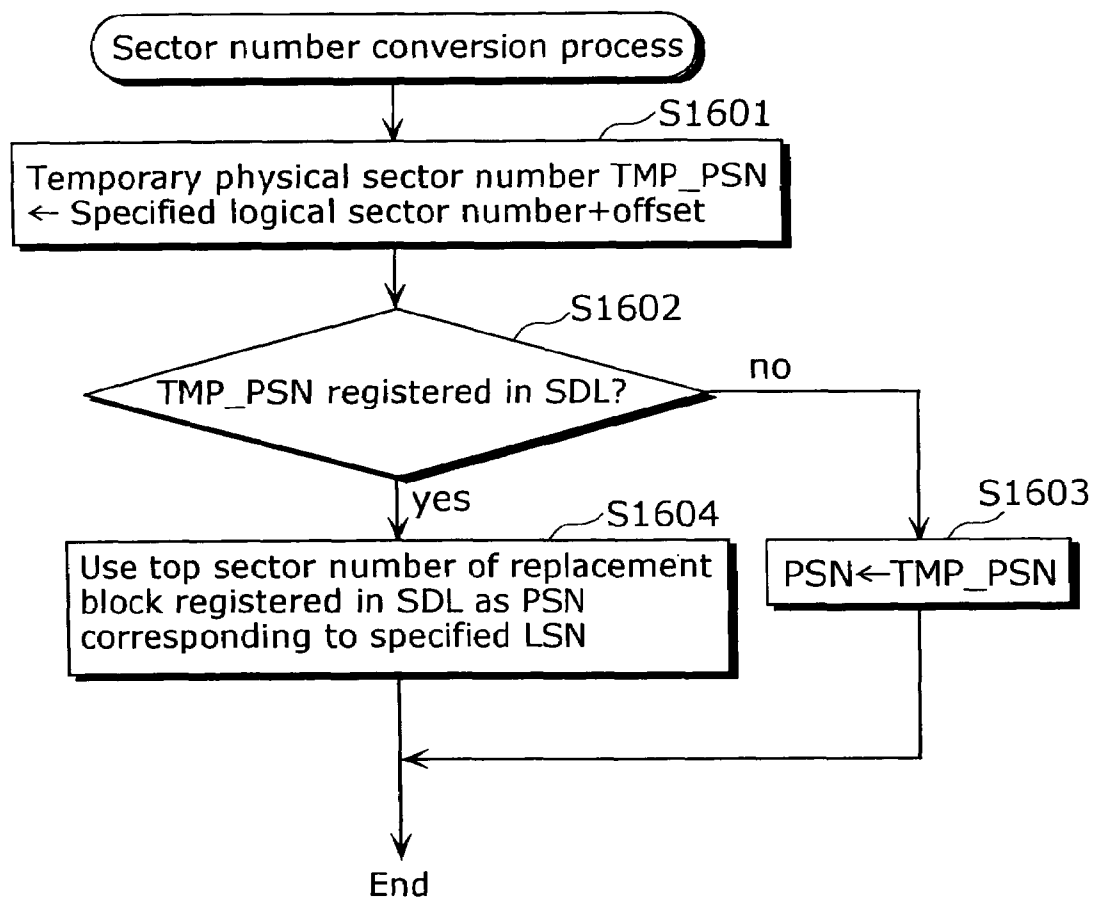 Sector number conversion process
S1601
Temporary physical sector number TMP_PSN
← Specified logical sector number+offset
S1602
TMP_PSN registered in SDL?
no
yes
S1604
Use top sector number of replacement
block registered in SDL as PSN
corresponding to specified LSN
S1603
PSN←TMP_PSN
End